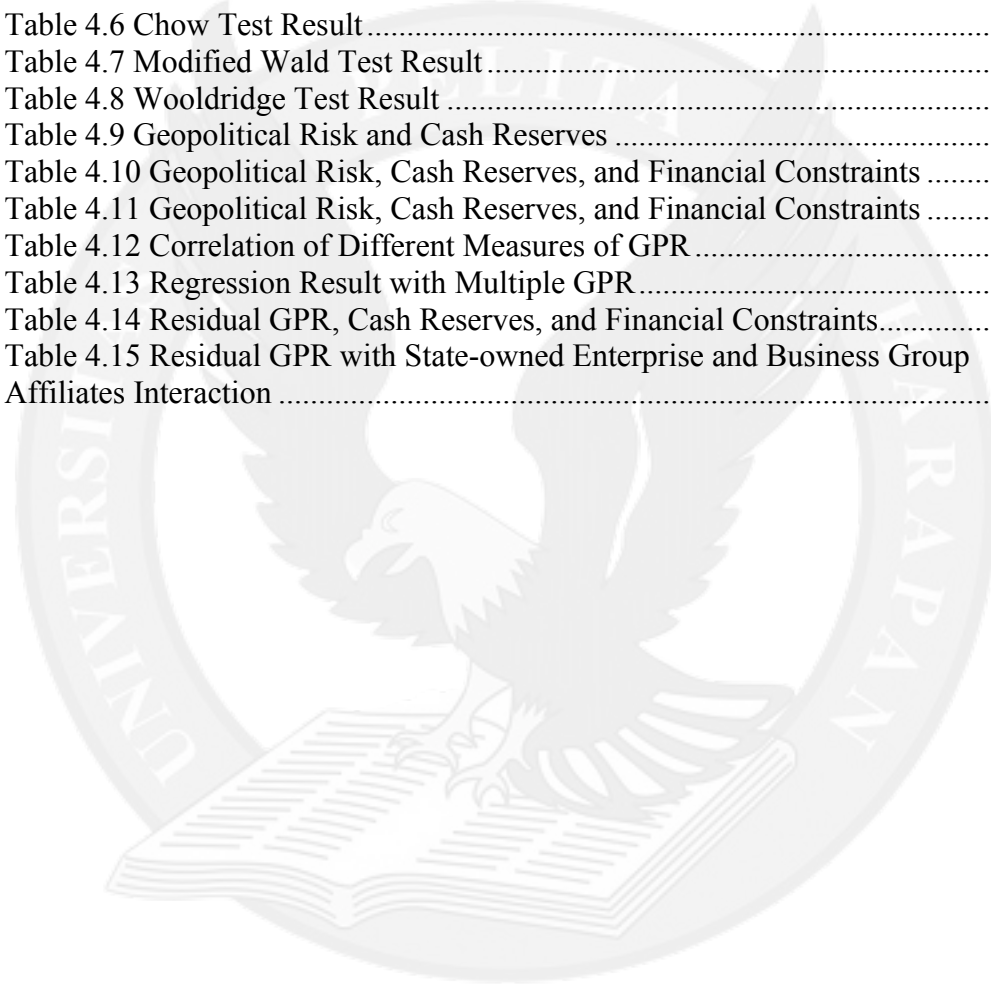 Table 4.6 Chow Test Result........................................................................................
Table 4.7 Modified Wald Test Result.......................................................................
Table 4.8 Wooldridge Test Result ............................................................................
Table 4.9 Geopolitical Risk and Cash Reserves .....................................................
Table 4.10 Geopolitical Risk, Cash Reserves, and Financial Constraints ........
Table 4.11 Geopolitical Risk, Cash Reserves, and Financial Constraints ........
Table 4.12 Correlation of Different Measures of GPR..........................................
Table 4.13 Regression Result with Multiple GPR..................................................
Table 4.14 Residual GPR, Cash Reserves, and Financial Constraints..............
Table 4.15 Residual GPR with State-owned Enterprise and Business Group
Affiliates Interaction ....................................................................................................
UNIVERSITAS PELITA HARAPAN